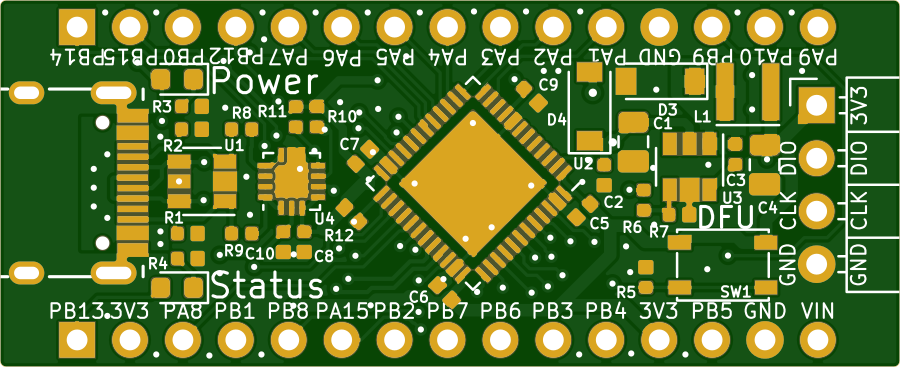 PB14 PB15 PB0 PB12 PA7 PA6 PA5 PA4 PA3 PA2 PA1 GND PB9 PA10 PA9
Power
R3
R8
R11
R10
R2
U1
C7
C9
D4
D3
C1
L1
U2
C3
C4
U3
C2
R1
R9
C10
U4
C8
R12
C5
R6
R7
R4
C6
R5
DFU
SW1
Status
3V3
DIO DIO
CLK CLK
GND GND
PB13 3V3 PA8 PB1 PB8 PA15 PB2 PB7 PB6 PB3 PB4 3V3 PB5 GND VIN